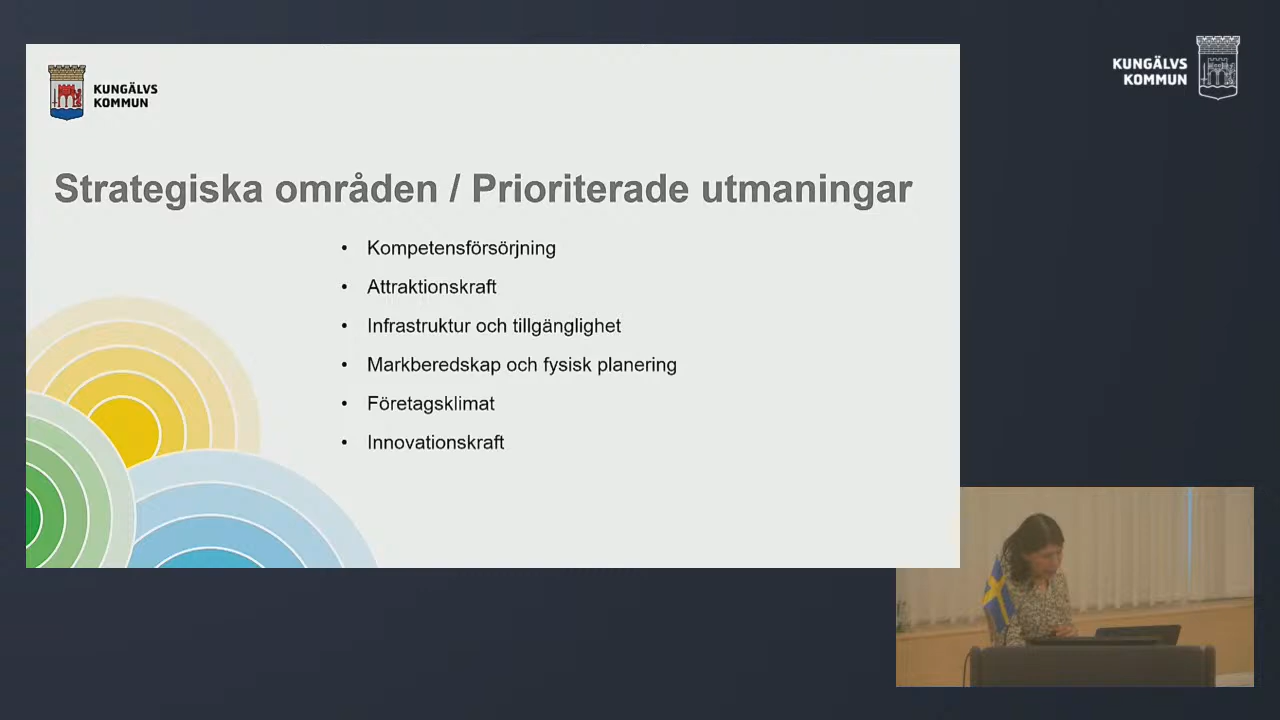 KUNGÄLVS
KOMMUN
KUNGÄLVS
KOMMUN
Strategiska områden / Prioriterade utmaningar
• Kompetensförsörjning
• Attraktionskraft
• Infrastruktur och tillgänglighet
• Markberedskap och fysisk planering
• Företagsklimat
• Innovationskraft